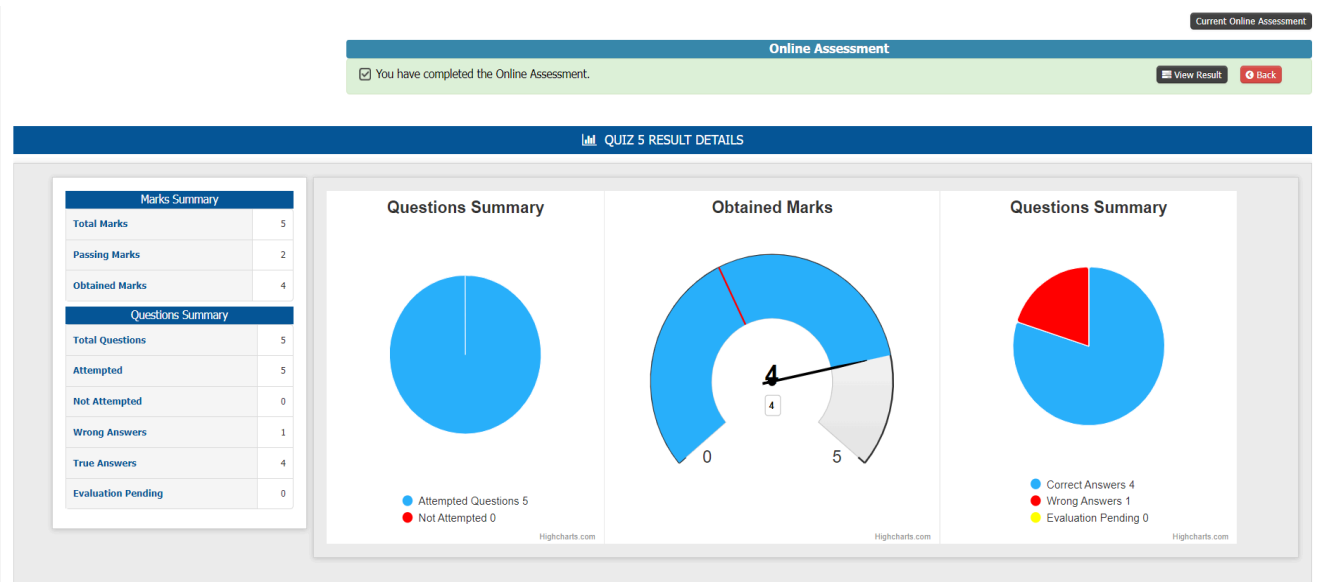 Current Online Assessment
Online Assessment
You have completed the Online Assessment.
View Result
Back
QUIZ 5 RESULT DETAILS
Marks Summary
Total Marks 5
Passing Marks 2
Obtained Marks 4
Questions Summary
Total Questions 5
Attempted 5
Not Attempted 0
Wrong Answers 1
True Answers 4
Evaluation Pending 0
Questions Summary
Attempted Questions 5
Not Attempted 0
Highcharts.com
Obtained Marks
4
4
0 5
Highcharts.com
Questions Summary
Correct Answers 4
Wrong Answers 1
Evaluation Pending 0
Highcharts.com